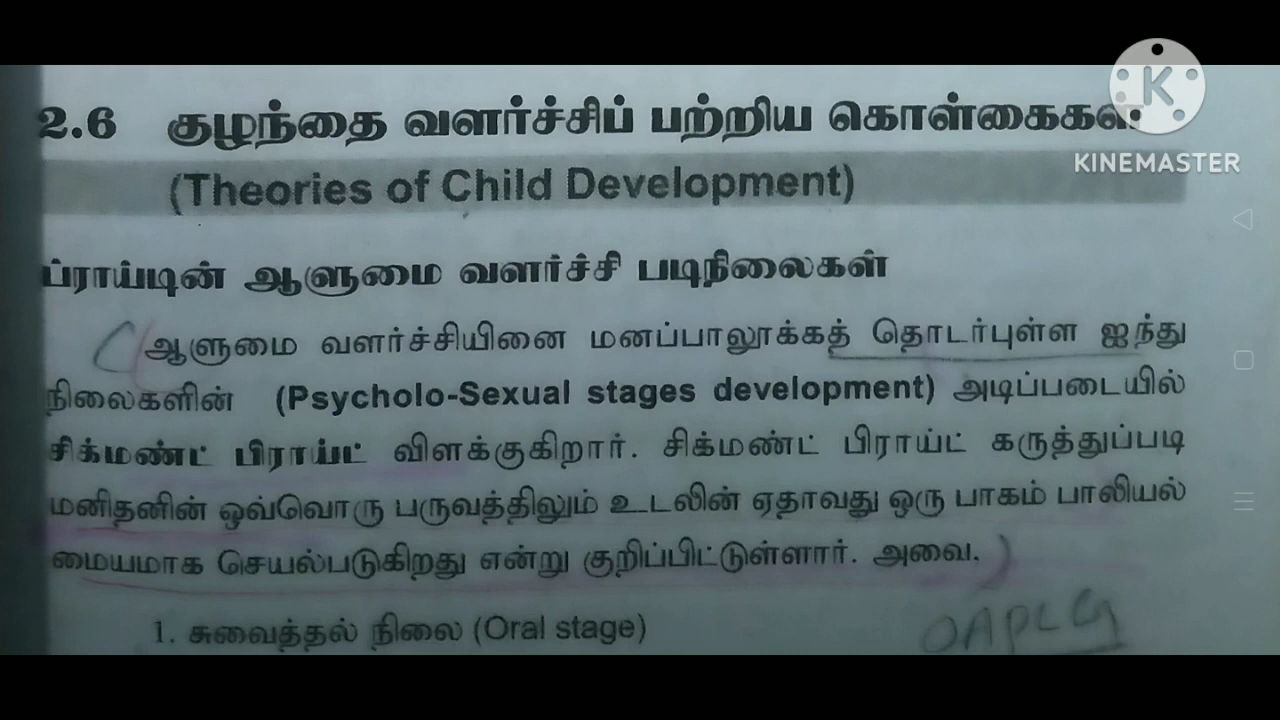 2.6 குழந்தை வளர்ச்சிப் பற்றிய கொள்கைகள்
(Theories of Child Development)
ப்ராய்டின் ஆளுமை வளர்ச்சி படிநிலைகள்
ஆளுமை வளர்ச்சியினை மனப்பாலூக்கத் தொடர்புள்ள ஐந்து
நிலைகளின் (Psycholo-Sexual stages development) அடிப்படையில்
சிக்மண்ட் பிராய்ட் விளக்குகிறார். சிக்மண்ட் பிராய்ட் கருத்துப்படி
மனிதனின் ஒவ்வொரு பருவத்திலும் உடலின் ஏதாவது ஒரு பாகம் பாலியல்
மையமாக செயல்படுகிறது என்று குறிப்பிட்டுள்ளார். அவை.
1. சுவைத்தல் நிலை (Oral stage)
OAPLG
K
KINEMASTER